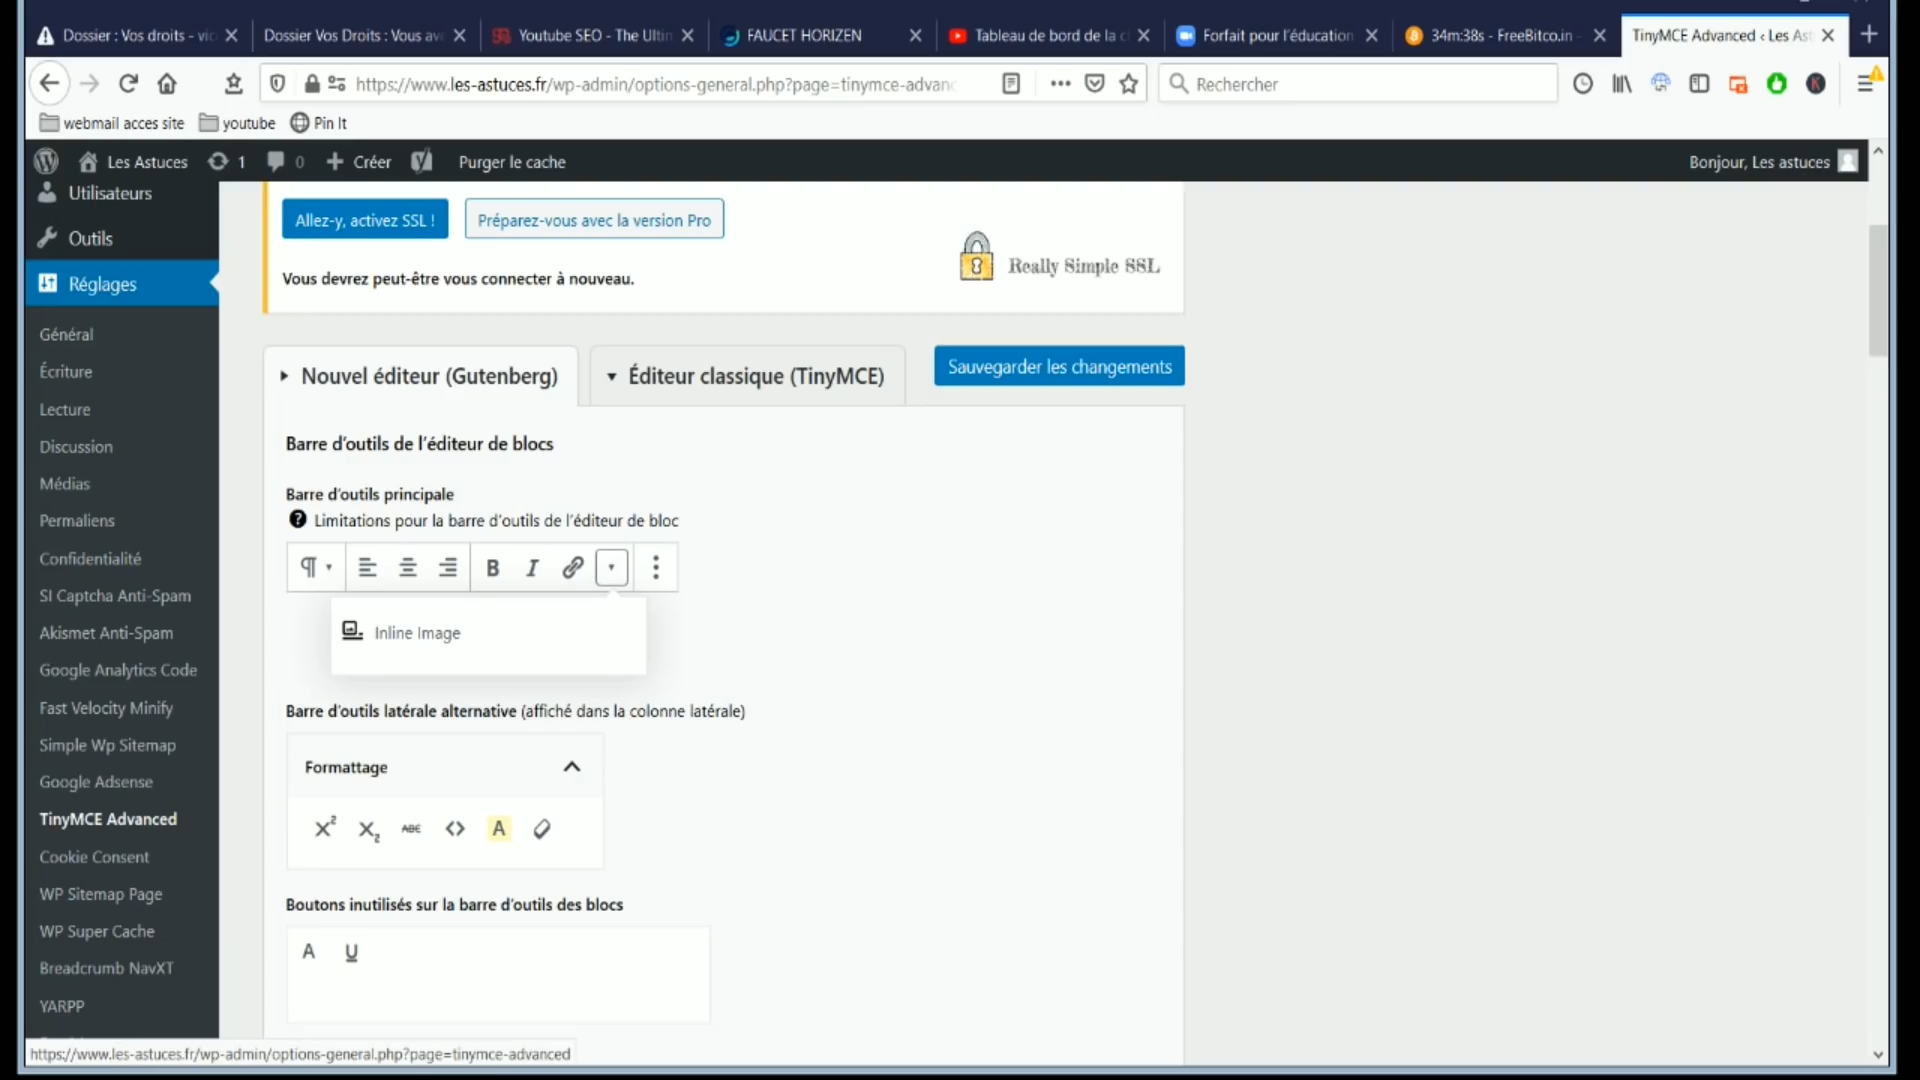 Dossier : Vos droits - vic
Dossier Vos Droits : Vous ave
Youtube SEO - The Ultim
FAUCET HORIZEN
Tableau de bord de la c
Forfait pour l'éducation
34m:38s - FreeBitco.in -
TinyMCE Advanced ‹ Les Ast
https://www.les-astuces.fr/wp-admin/options-general.php?page=tinymce-advanc
Rechercher
webmail acces site
youtube
Pin It
Les Astuces
1
0
Créer
Purger le cache
Bonjour, Les astuces
Utilisateurs
Outils
Réglages
Général
Écriture
Lecture
Discussion
Médias
Permaliens
Confidentialité
SI Captcha Anti-Spam
Akismet Anti-Spam
Google Analytics Code
Fast Velocity Minify
Simple Wp Sitemap
Google Adsense
TinyMCE Advanced
Cookie Consent
WP Sitemap Page
WP Super Cache
Breadcrumb NavXT
YARPP
Allez-y, activez SSL !
Préparez-vous avec la version Pro
Vous devrez peut-être vous connecter à nouveau.
Really Simple SSL
Nouvel éditeur (Gutenberg)
Éditeur classique (TinyMCE)
Sauvegarder les changements
Barre d'outils de l'éditeur de blocs
Barre d'outils principale
Limitations pour la barre d'outils de l'éditeur de bloc
B I
Inline Image
Barre d'outils latérale alternative (affiché dans la colonne latérale)
Formattage
X² X₂ ABC <> A
Boutons inutilisés sur la barre d'outils des blocs
A U
https://www.les-astuces.fr/wp-admin/options-general.php?page=tinymce-advanced